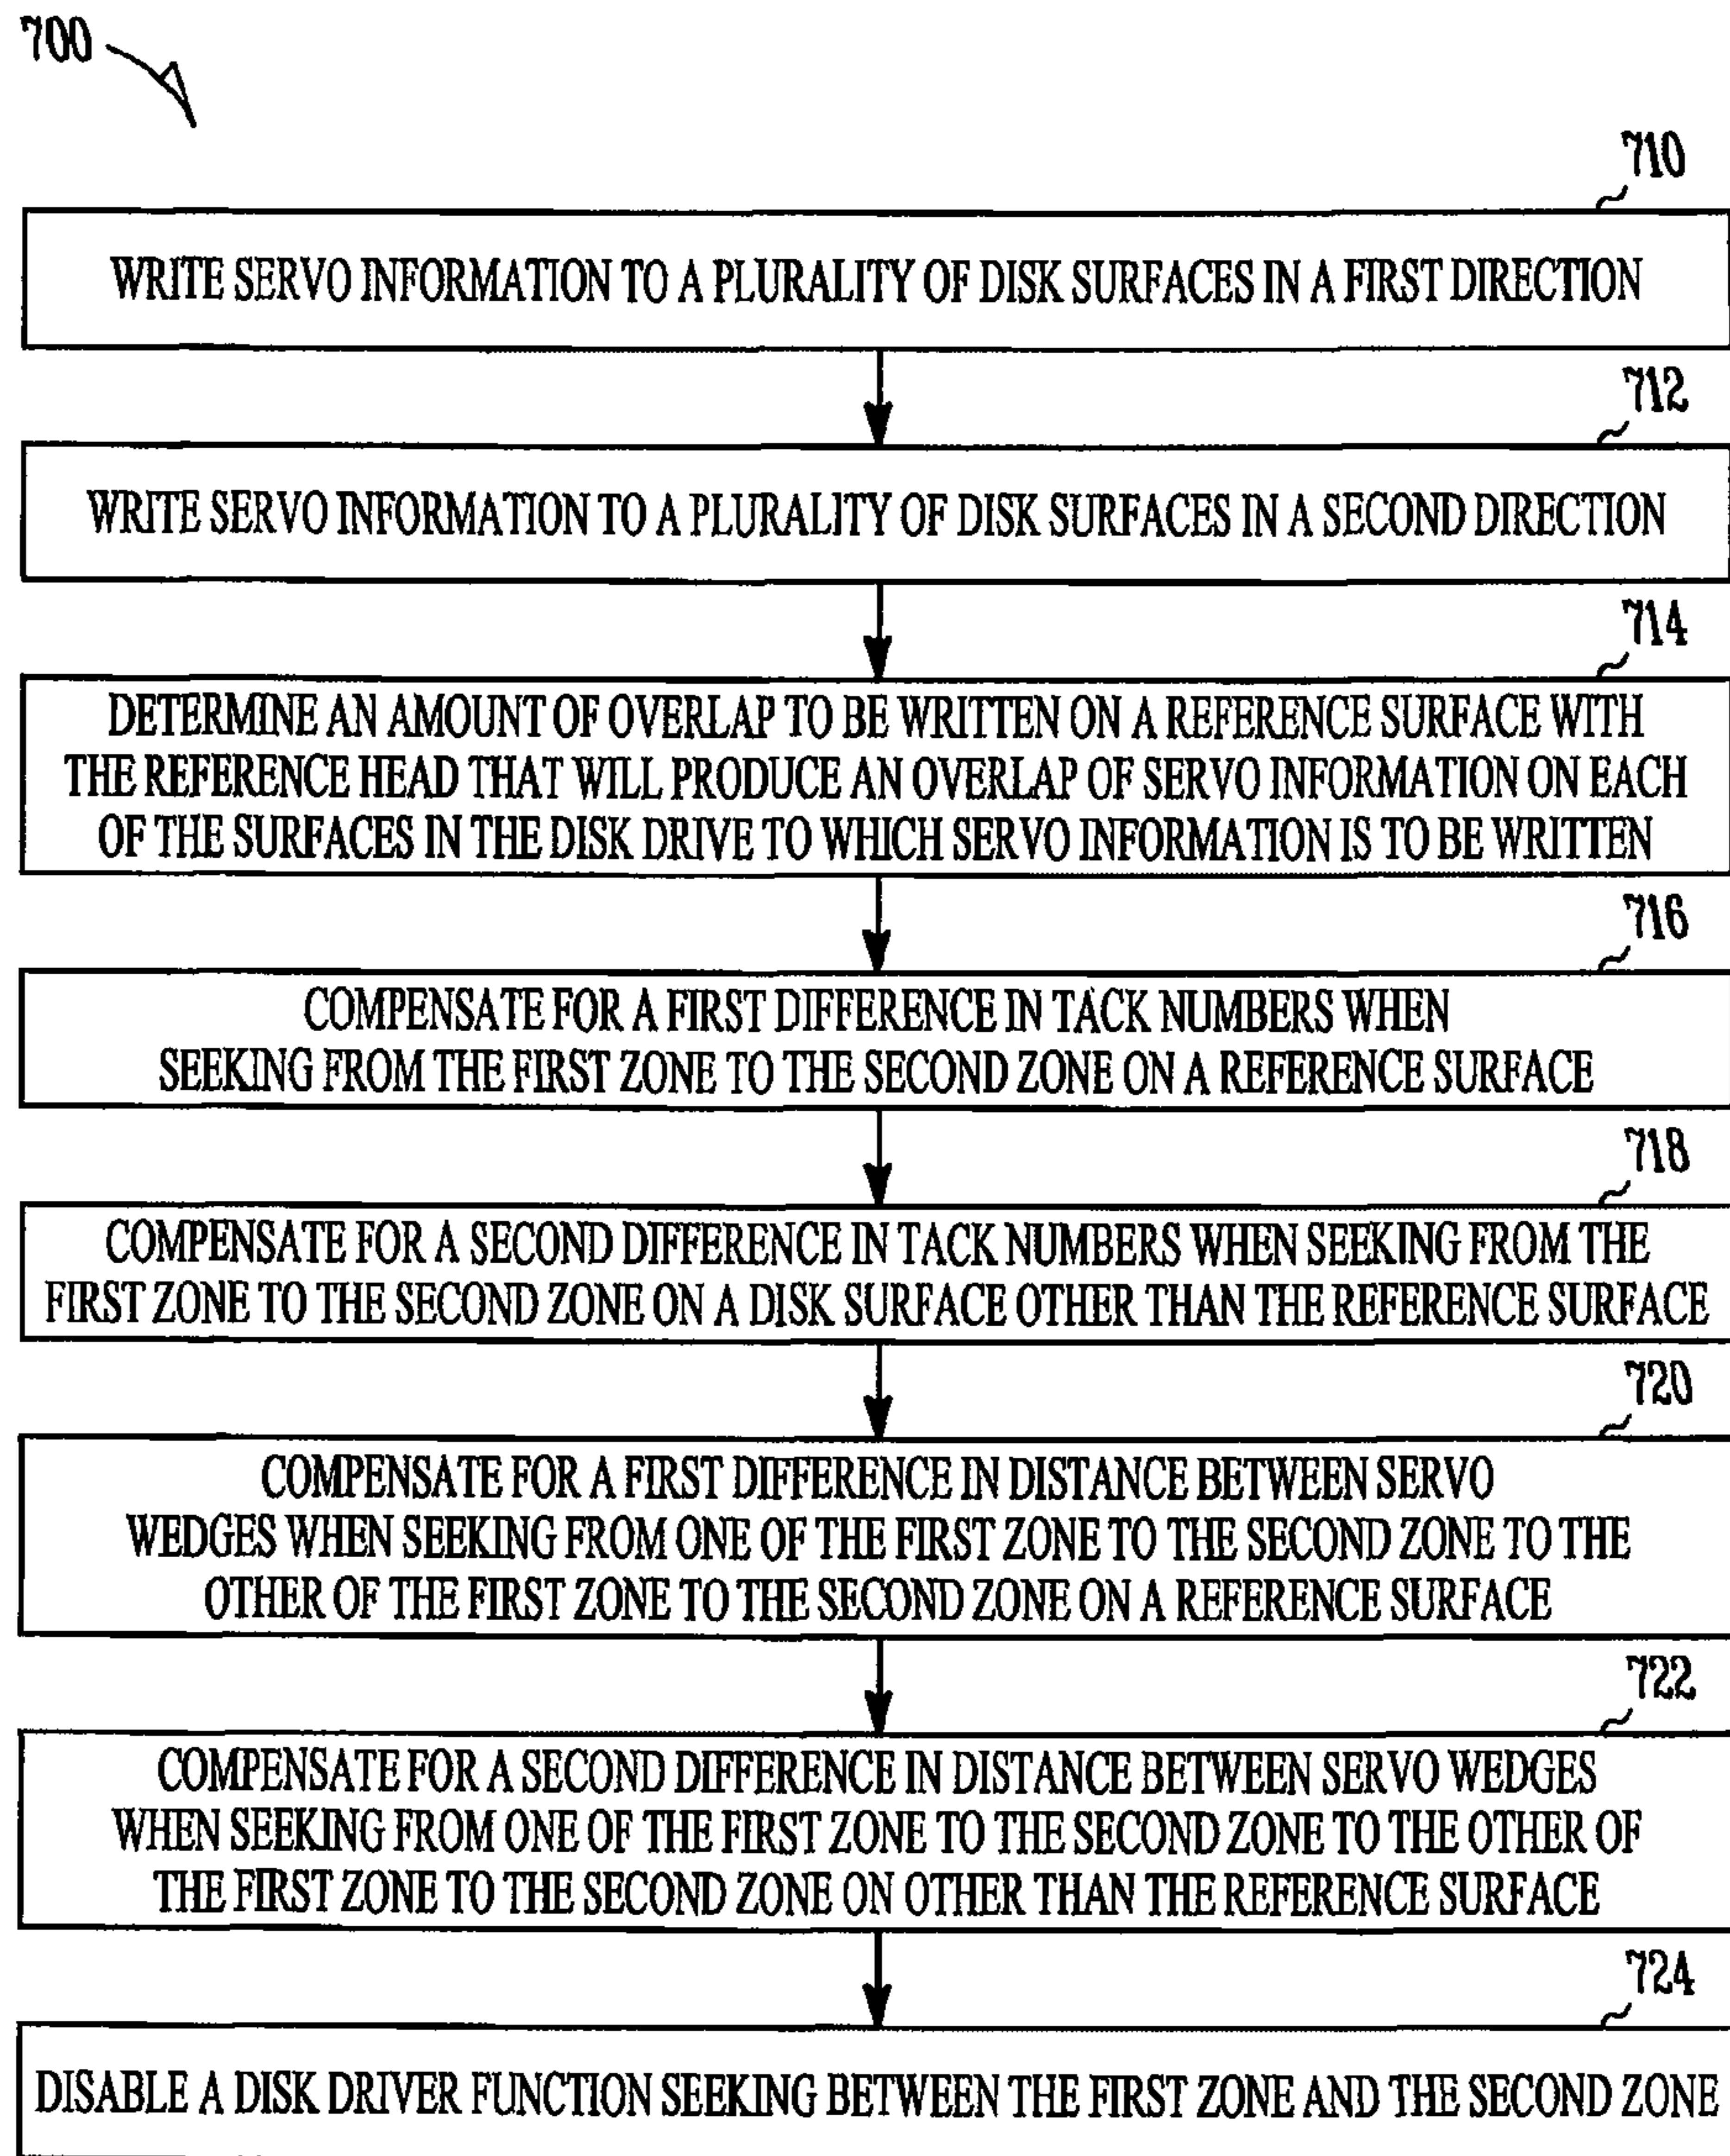 700
710
WRITE SERVO INFORMATION TO A PLURALITY OF DISK SURFACES IN A FIRST DIRECTION
712
WRITE SERVO INFORMATION TO A PLURALITY OF DISK SURFACES IN A SECOND DIRECTION
714
DETERMINE AN AMOUNT OF OVERLAP TO BE WRITTEN ON A REFERENCE SURFACE WITH
THE REFERENCE HEAD THAT WILL PRODUCE AN OVERLAP OF SERVO INFORMATION ON EACH
OF THE SURFACES IN THE DISK DRIVE TO WHICH SERVO INFORMATION IS TO BE WRITTEN
716
COMPENSATE FOR A FIRST DIFFERENCE IN TACK NUMBERS WHEN
SEEKING FROM THE FIRST ZONE TO THE SECOND ZONE ON A REFERENCE SURFACE
718
COMPENSATE FOR A SECOND DIFFERENCE IN TACK NUMBERS WHEN SEEKING FROM THE
FIRST ZONE TO THE SECOND ZONE ON A DISK SURFACE OTHER THAN THE REFERENCE SURFACE
720
COMPENSATE FOR A FIRST DIFFERENCE IN DISTANCE BETWEEN SERVO
WEDGES WHEN SEEKING FROM ONE OF THE FIRST ZONE TO THE SECOND ZONE TO THE
OTHER OF THE FIRST ZONE TO THE SECOND ZONE ON A REFERENCE SURFACE
722
COMPENSATE FOR A SECOND DIFFERENCE IN DISTANCE BETWEEN SERVO WEDGES
WHEN SEEKING FROM ONE OF THE FIRST ZONE TO THE SECOND ZONE TO THE OTHER OF
THE FIRST ZONE TO THE SECOND ZONE ON OTHER THAN THE REFERENCE SURFACE
724
DISABLE A DISK DRIVER FUNCTION SEEKING BETWEEN THE FIRST ZONE AND THE SECOND ZONE